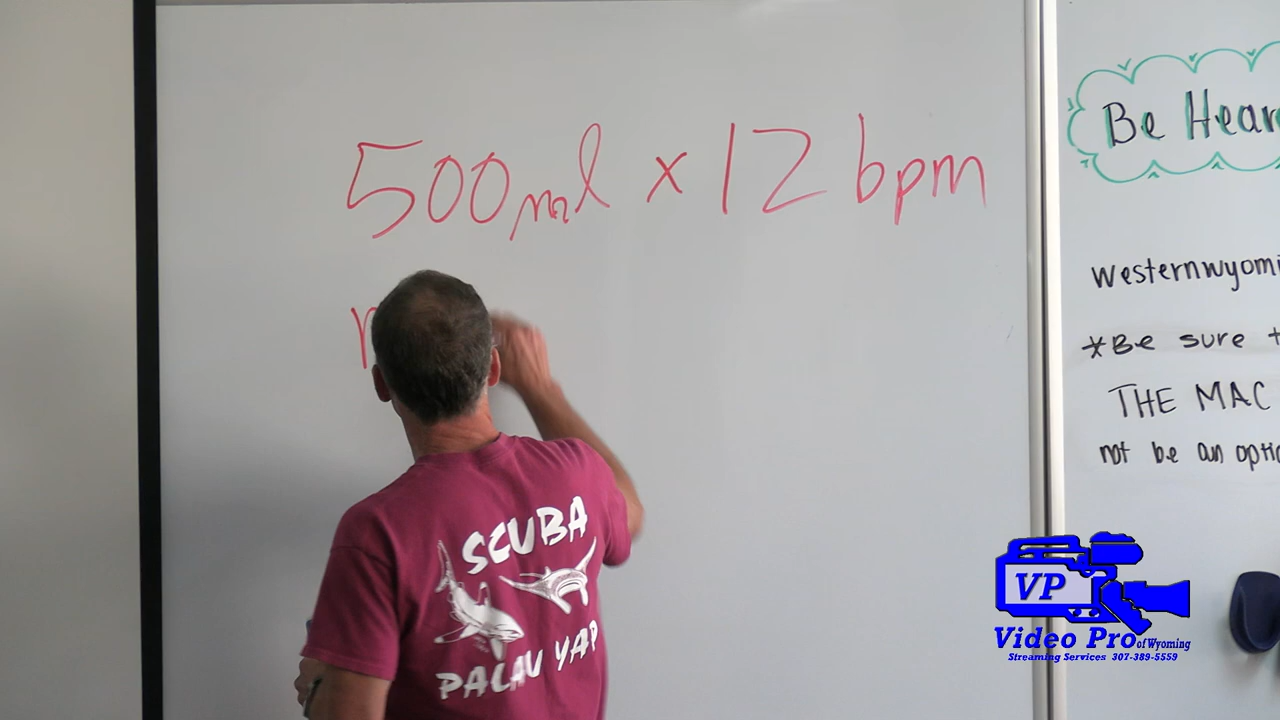 500ml x 12 bpm
Be Hear
westernwyomi
*Be sure t
THE MAC
not be an optio
SCUBA
PALAU YAP
VP
Video Pro of Wyoming
Streaming Services 307-389-5559